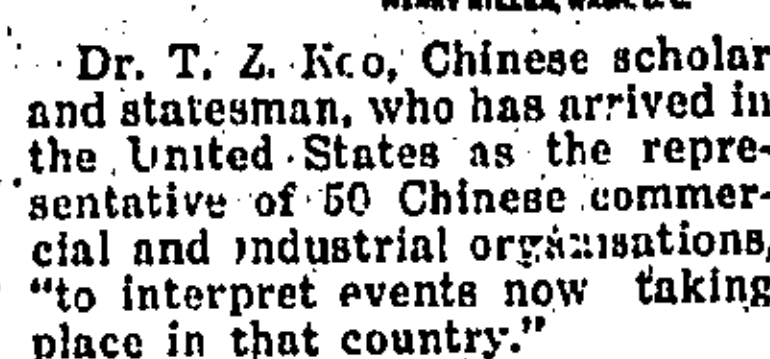 Dr. T. Z. Koo, Chinese scholar
and statesman, who has arrived in
the United States as the repre-
sentative of 50 Chinese commer-
cial and industrial organisations,
"to interpret events now taking
place in that country."